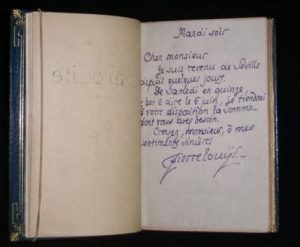 Mardi soir
Cher monsieur
Je suis revenu de Séville
depuis quelques jours.
De samedi en quinze,
c'est à dire le 6 juin, je tiendrai
à votre disposition la somme
dont vous avez besoin.
Croyez, monsieur, à mes
sentiments sincères
Pierre Louÿs